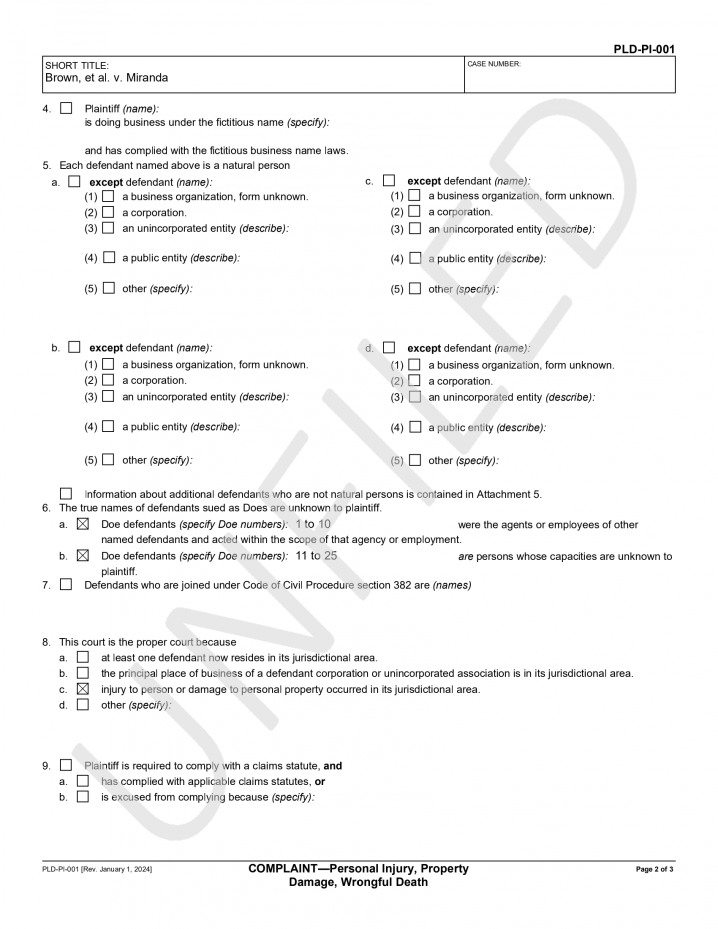 PLD-PI-001
SHORT TITLE:
Brown, et al. v. Miranda
CASE NUMBER:
4. Plaintiff (name):
is doing business under the fictitious name (specify):
and has complied with the fictitious business name laws.
5. Each defendant named above is a natural person
a. except defendant (name):
(1) a business organization, form unknown.
(2) a corporation.
(3) an unincorporated entity (describe):
(4) a public entity (describe):
(5) other (specify):
c. except defendant (name):
(1) a business organization, form unknown.
(2) a corporation.
(3) an unincorporated entity (describe):
(4) a public entity (describe):
(5) other (specify):
b. except defendant (name):
(1) a business organization, form unknown.
(2) a corporation.
(3) an unincorporated entity (describe):
(4) a public entity (describe):
(5) other (specify):
d. except defendant (name):
(1) a business organization, form unknown.
(2) a corporation.
(3) an unincorporated entity (describe):
(4) a public entity (describe):
(5) other (specify):
Information about additional defendants who are not natural persons is contained in Attachment 5.
6. The true names of defendants sued as Does are unknown to plaintiff.
a. Doe defendants (specify Doe numbers): 1 to 10 were the agents or employees of other
named defendants and acted within the scope of that agency or employment.
b. Doe defendants (specify Doe numbers): 11 to 25 are persons whose capacities are unknown to
plaintiff.
7. Defendants who are joined under Code of Civil Procedure section 382 are (names)
8. This court is the proper court because
a. at least one defendant now resides in its jurisdictional area.
b. the principal place of business of a defendant corporation or unincorporated association is in its jurisdictional area.
c. injury to person or damage to personal property occurred in its jurisdictional area.
d. other (specify):
9. Plaintiff is required to comply with a claims statute, and
a. has complied with applicable claims statutes, or
b. is excused from complying because (specify):
UNFILED
PLD-PI-001 [Rev. January 1, 2024]
COMPLAINT—Personal Injury, Property
Damage, Wrongful Death
Page 2 of 3